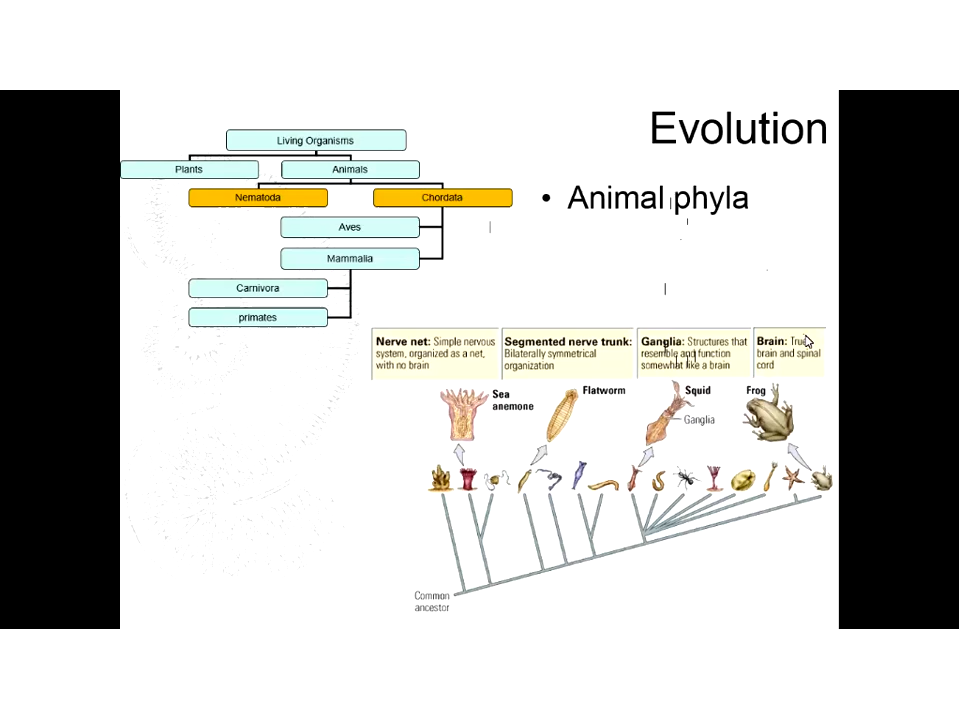 Evolution
Living Organisms
Plants
Animals
Nematoda
Chordata
• Animal phyla
Aves
Mammalia
Carnivora
primates
Nerve net: Simple nervous
system, organized as a net,
with no brain
Segmented nerve trunk:
Bilaterally symmetrical
organization
Ganglia: Structures that
resemble and function
somewhat like a brain
Brain: True
brain and spinal
cord
Sea
anemone
Flatworm
Squid
Ganglia
Frog
Common
ancestor